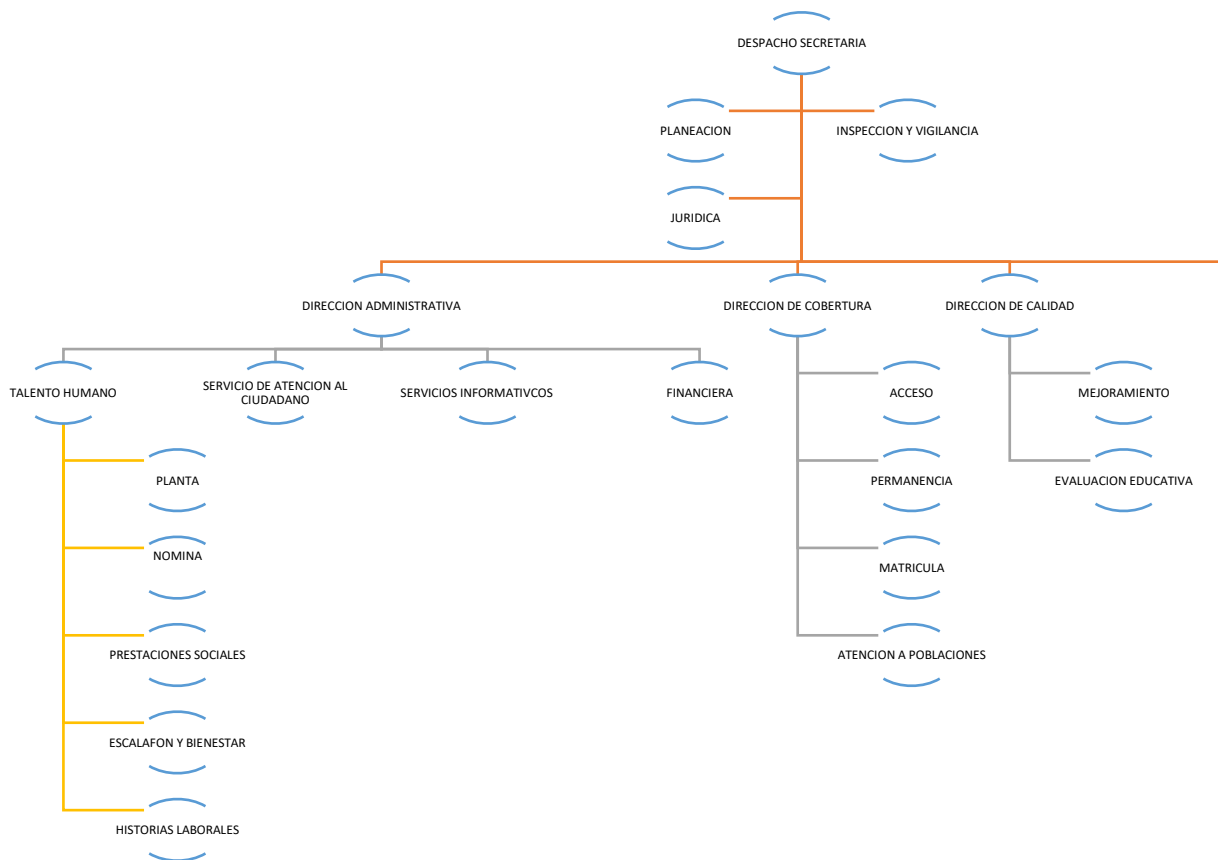 DESPACHO SECRETARIA
PLANEACION
INSPECCION Y VIGILANCIA
JURIDICA
DIRECCION ADMINISTRATIVA
DIRECCION DE COBERTURA
DIRECCION DE CALIDAD
TALENTO HUMANO
SERVICIO DE ATENCION AL
CIUDADANO
SERVICIOS INFORMATIVCOS
FINANCIERA
ACCESO
MEJORAMIENTO
PLANTA
PERMANENCIA
EVALUACION EDUCATIVA
NOMINA
MATRICULA
PRESTACIONES SOCIALES
ATENCION A POBLACIONES
ESCALAFON Y BIENESTAR
HISTORIAS LABORALES